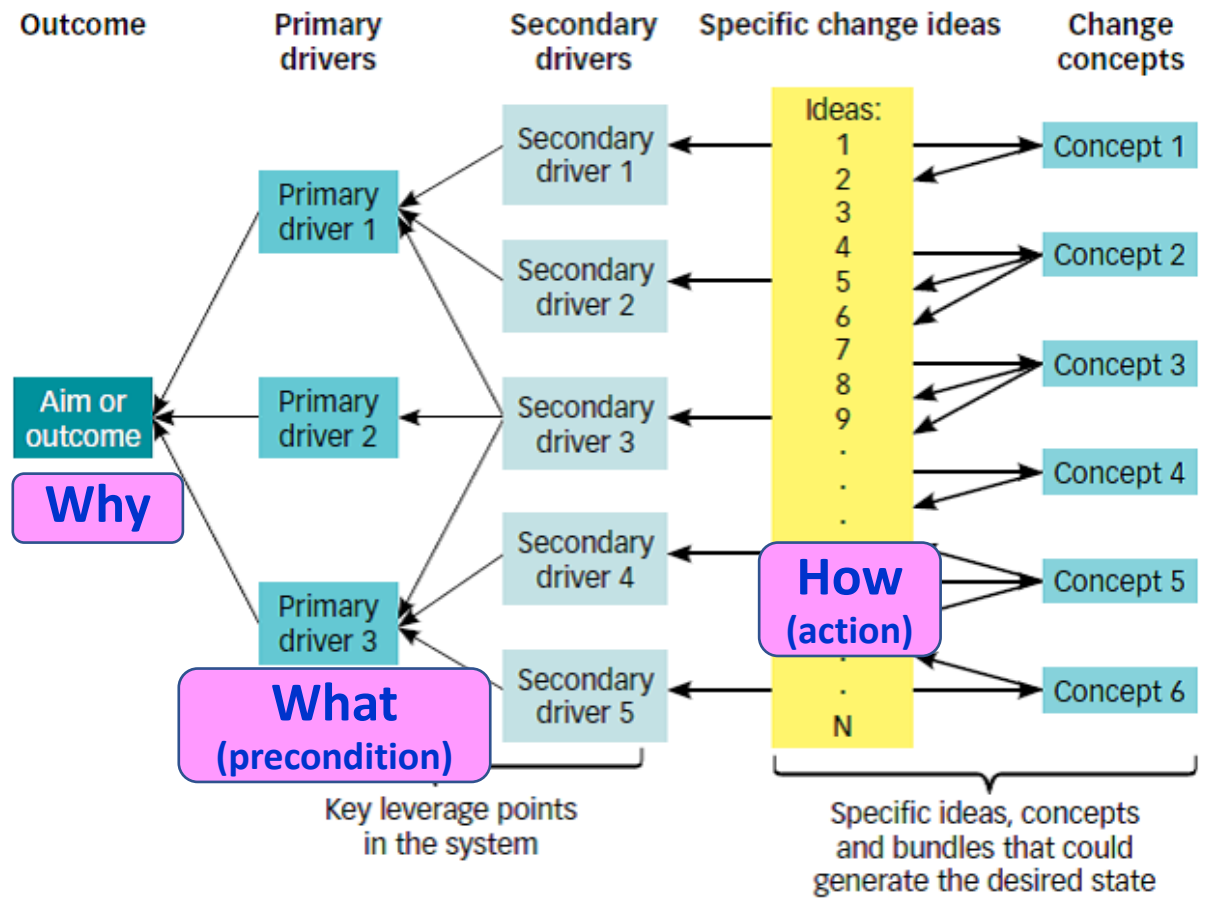 Outcome
Primary
drivers
Secondary
drivers
Specific change ideas
Change
concepts
Aim or
outcome
Why
Primary
driver 1
Primary
driver 2
Primary
driver 3
What
(precondition)
Secondary
driver 1
Secondary
driver 2
Secondary
driver 3
Secondary
driver 4
Secondary
driver 5
Key leverage points
in the system
Ideas:
1
2
3
4
5
6
7
8
9
.
.
.
How
(action)
.
.
N
Concept 1
Concept 2
Concept 3
Concept 4
Concept 5
Concept 6
Specific ideas, concepts
and bundles that could
generate the desired state